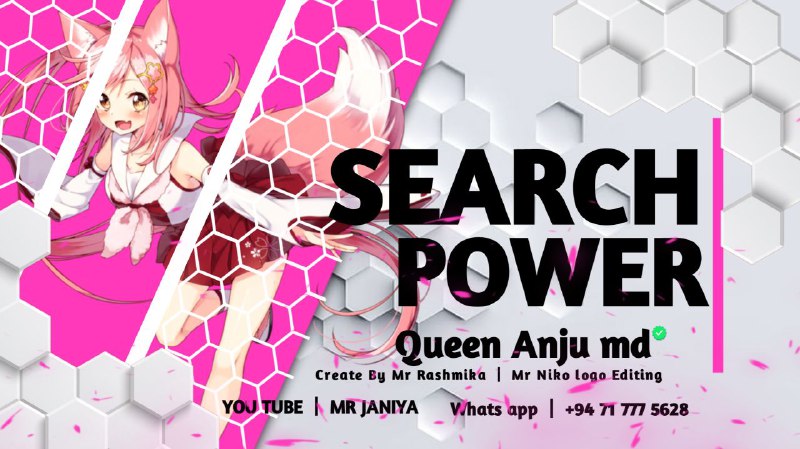 SEARCH
POWER
Queen Anju md
Create By Mr Rashmika | Mr Niko Logo Editing
YOU TUBE | MR JANIYA Whats app | +94 71 777 5628